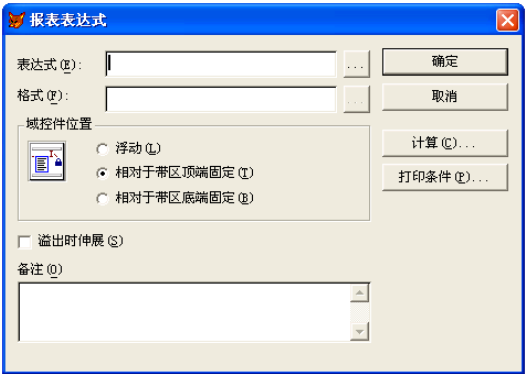 报表表达式
表达式(E):
...
确定
格式(F):
...
取消
域控件位置
浮动(L)
相对于带区顶端固定(T)
相对于带区底端固定(B)
计算(C)...
打印条件(P)...
溢出时伸展(S)
备注(O)